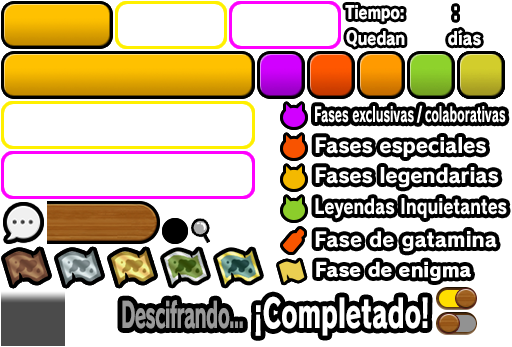 Tiempo: :
Quedan días
Fases exclusivas / colaborativas
Fases especiales
Fases legendarias
Leyendas Inquietantes
Fase de gatamina
Fase de enigma
Descifrando... ¡Completado!